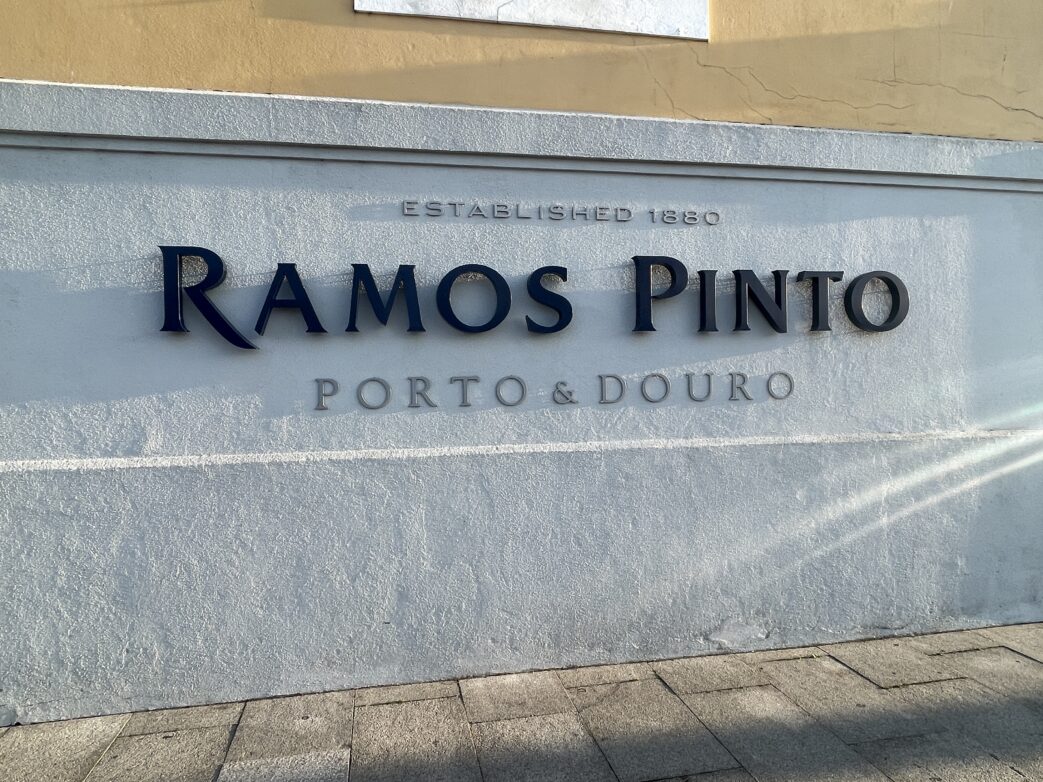 ESTABLISHED 1880
RAMOS PINTO
PORTO & DOURO